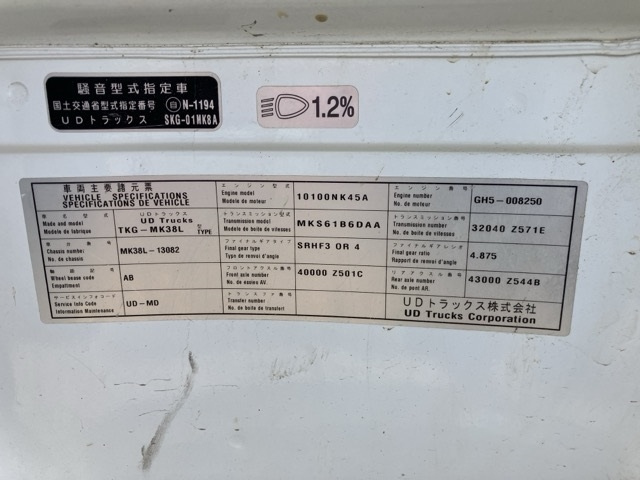 騒音型式指定車
国土交通省型式指定番号 自 N-1194
UDトラックス SKG-01MK8A
1.2%
車両主要諸元票
VEHICLE SPECIFICATIONS
SPECIFICATIONS DE VEHICLE
Made and model
Modele de fabrique
UDトラックス
UD Trucks
TKG-MK38L 型 TYPE
車台番号
Chassis number
No. de chassis
MK38L-13082
軸距記号
Wheel base code
Empattement
AB
サービスインフォコード
Service Info Code
Information Maintenance
UD-MD
エンジン型式
Engine model
Modele de moteur
10100NK45A
トランスミッション型式
Transmission model
Modele de boite de vitesses
MKS61B6DAA
ファイナルギアタイプ
Final gear type
Type de renvoi d'angle
SRHF3 OR 4
フロントアクスル番号
Front axle number
No. de essieu AV.
40000 Z501C
トランスファ番号
Transfer number
No. de transfert
エンジン番号
Engine number
No. de moteur
GH5-008250
トランスミッション番号
Transmission number
No. de boite de vitesses
32040 Z571E
ファイナルギアレシオ
Final gear ratio
Rapport de renvoi d'angle
4.875
リアアクスル番号
Rear axle number
No. de pont AR.
43000 Z544B
UDトラックス株式会社
UD Trucks Corporation